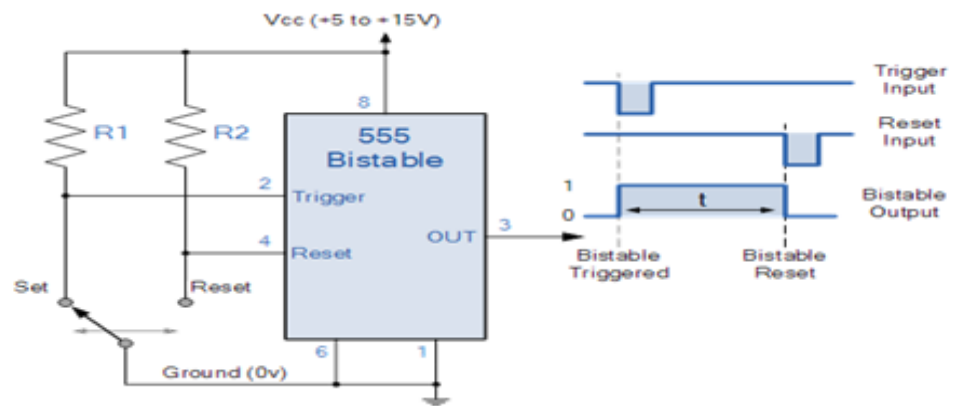 Vcc (+5 to +15V)
R1
R2
8
555
Bistable
2
Trigger
4
Reset
OUT
3
Set
Reset
6
1
Ground (0v)
Trigger
Input
Reset
Input
1
0
t
Bistable
Output
Bistable
Triggered
Bistable
Reset